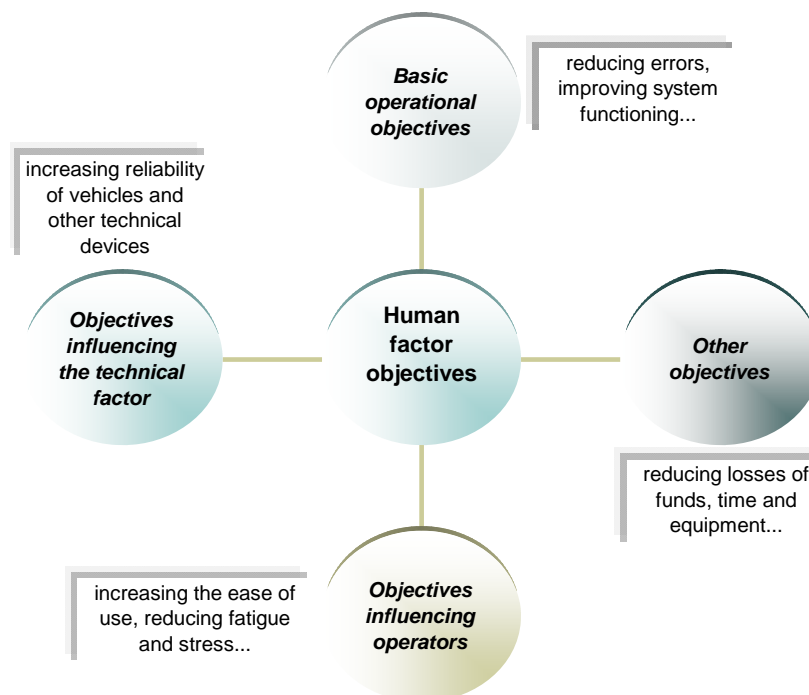 Basic
operational
objectives
reducing errors,
improving system
functioning...
increasing reliability
of vehicles and
other technical
devices
Objectives
influencing
the technical
factor
Human
factor
objectives
Other
objectives
reducing losses of
funds, time and
equipment...
increasing the ease of
use, reducing fatigue
and stress...
Objectives
influencing
operators